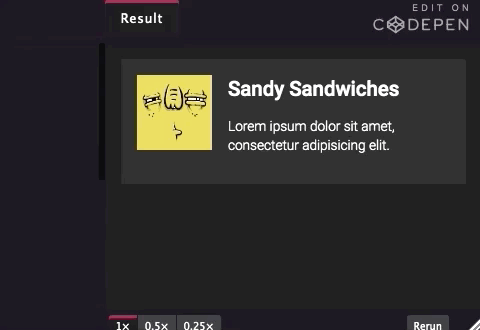 EDIT ON
Result
CODEPEN
Sandy Sandwiches
Lorem ipsum dolor sit amet,
consectetur adipisicing elit.
1× 0.5× 0.25× Rerun